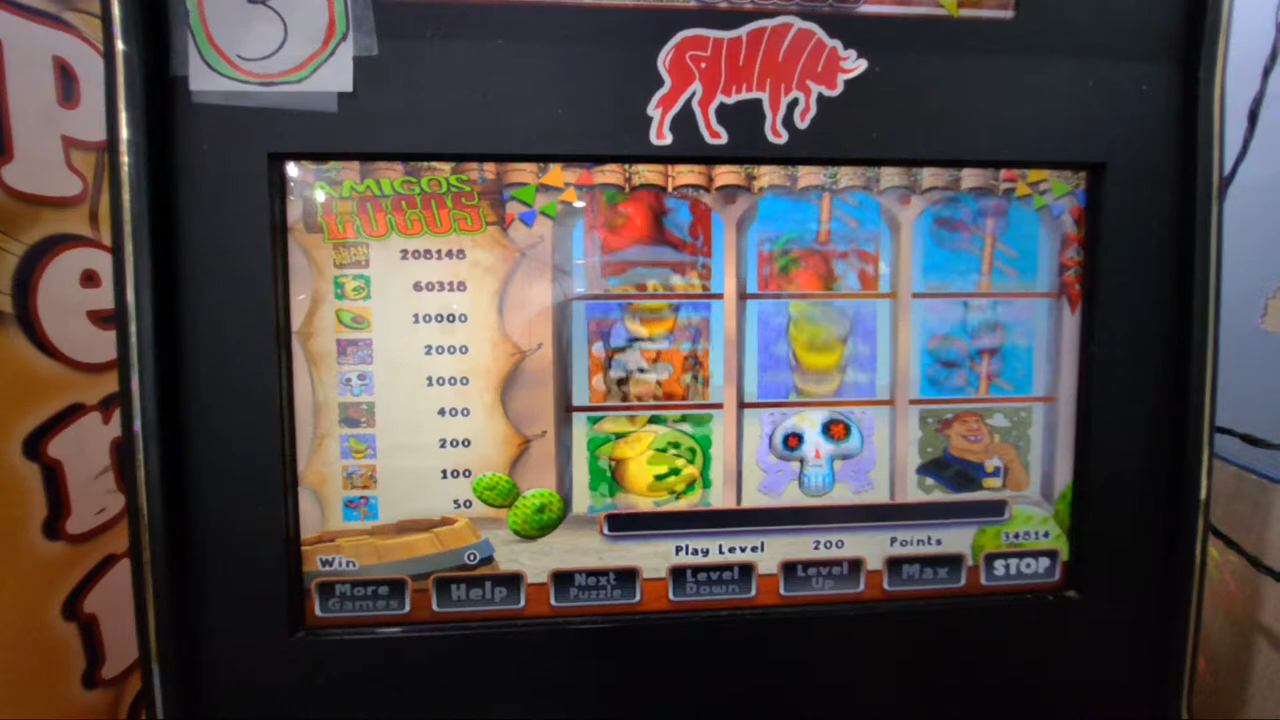 3
SAMMY
AMIGOS
LOCOS
208148
60318
10000
2000
1000
400
200
100
50
Win 0
Play Level 200 Points 34814
More Games
Help
Next Puzzle
Level Down
Level Up
Max
STOP